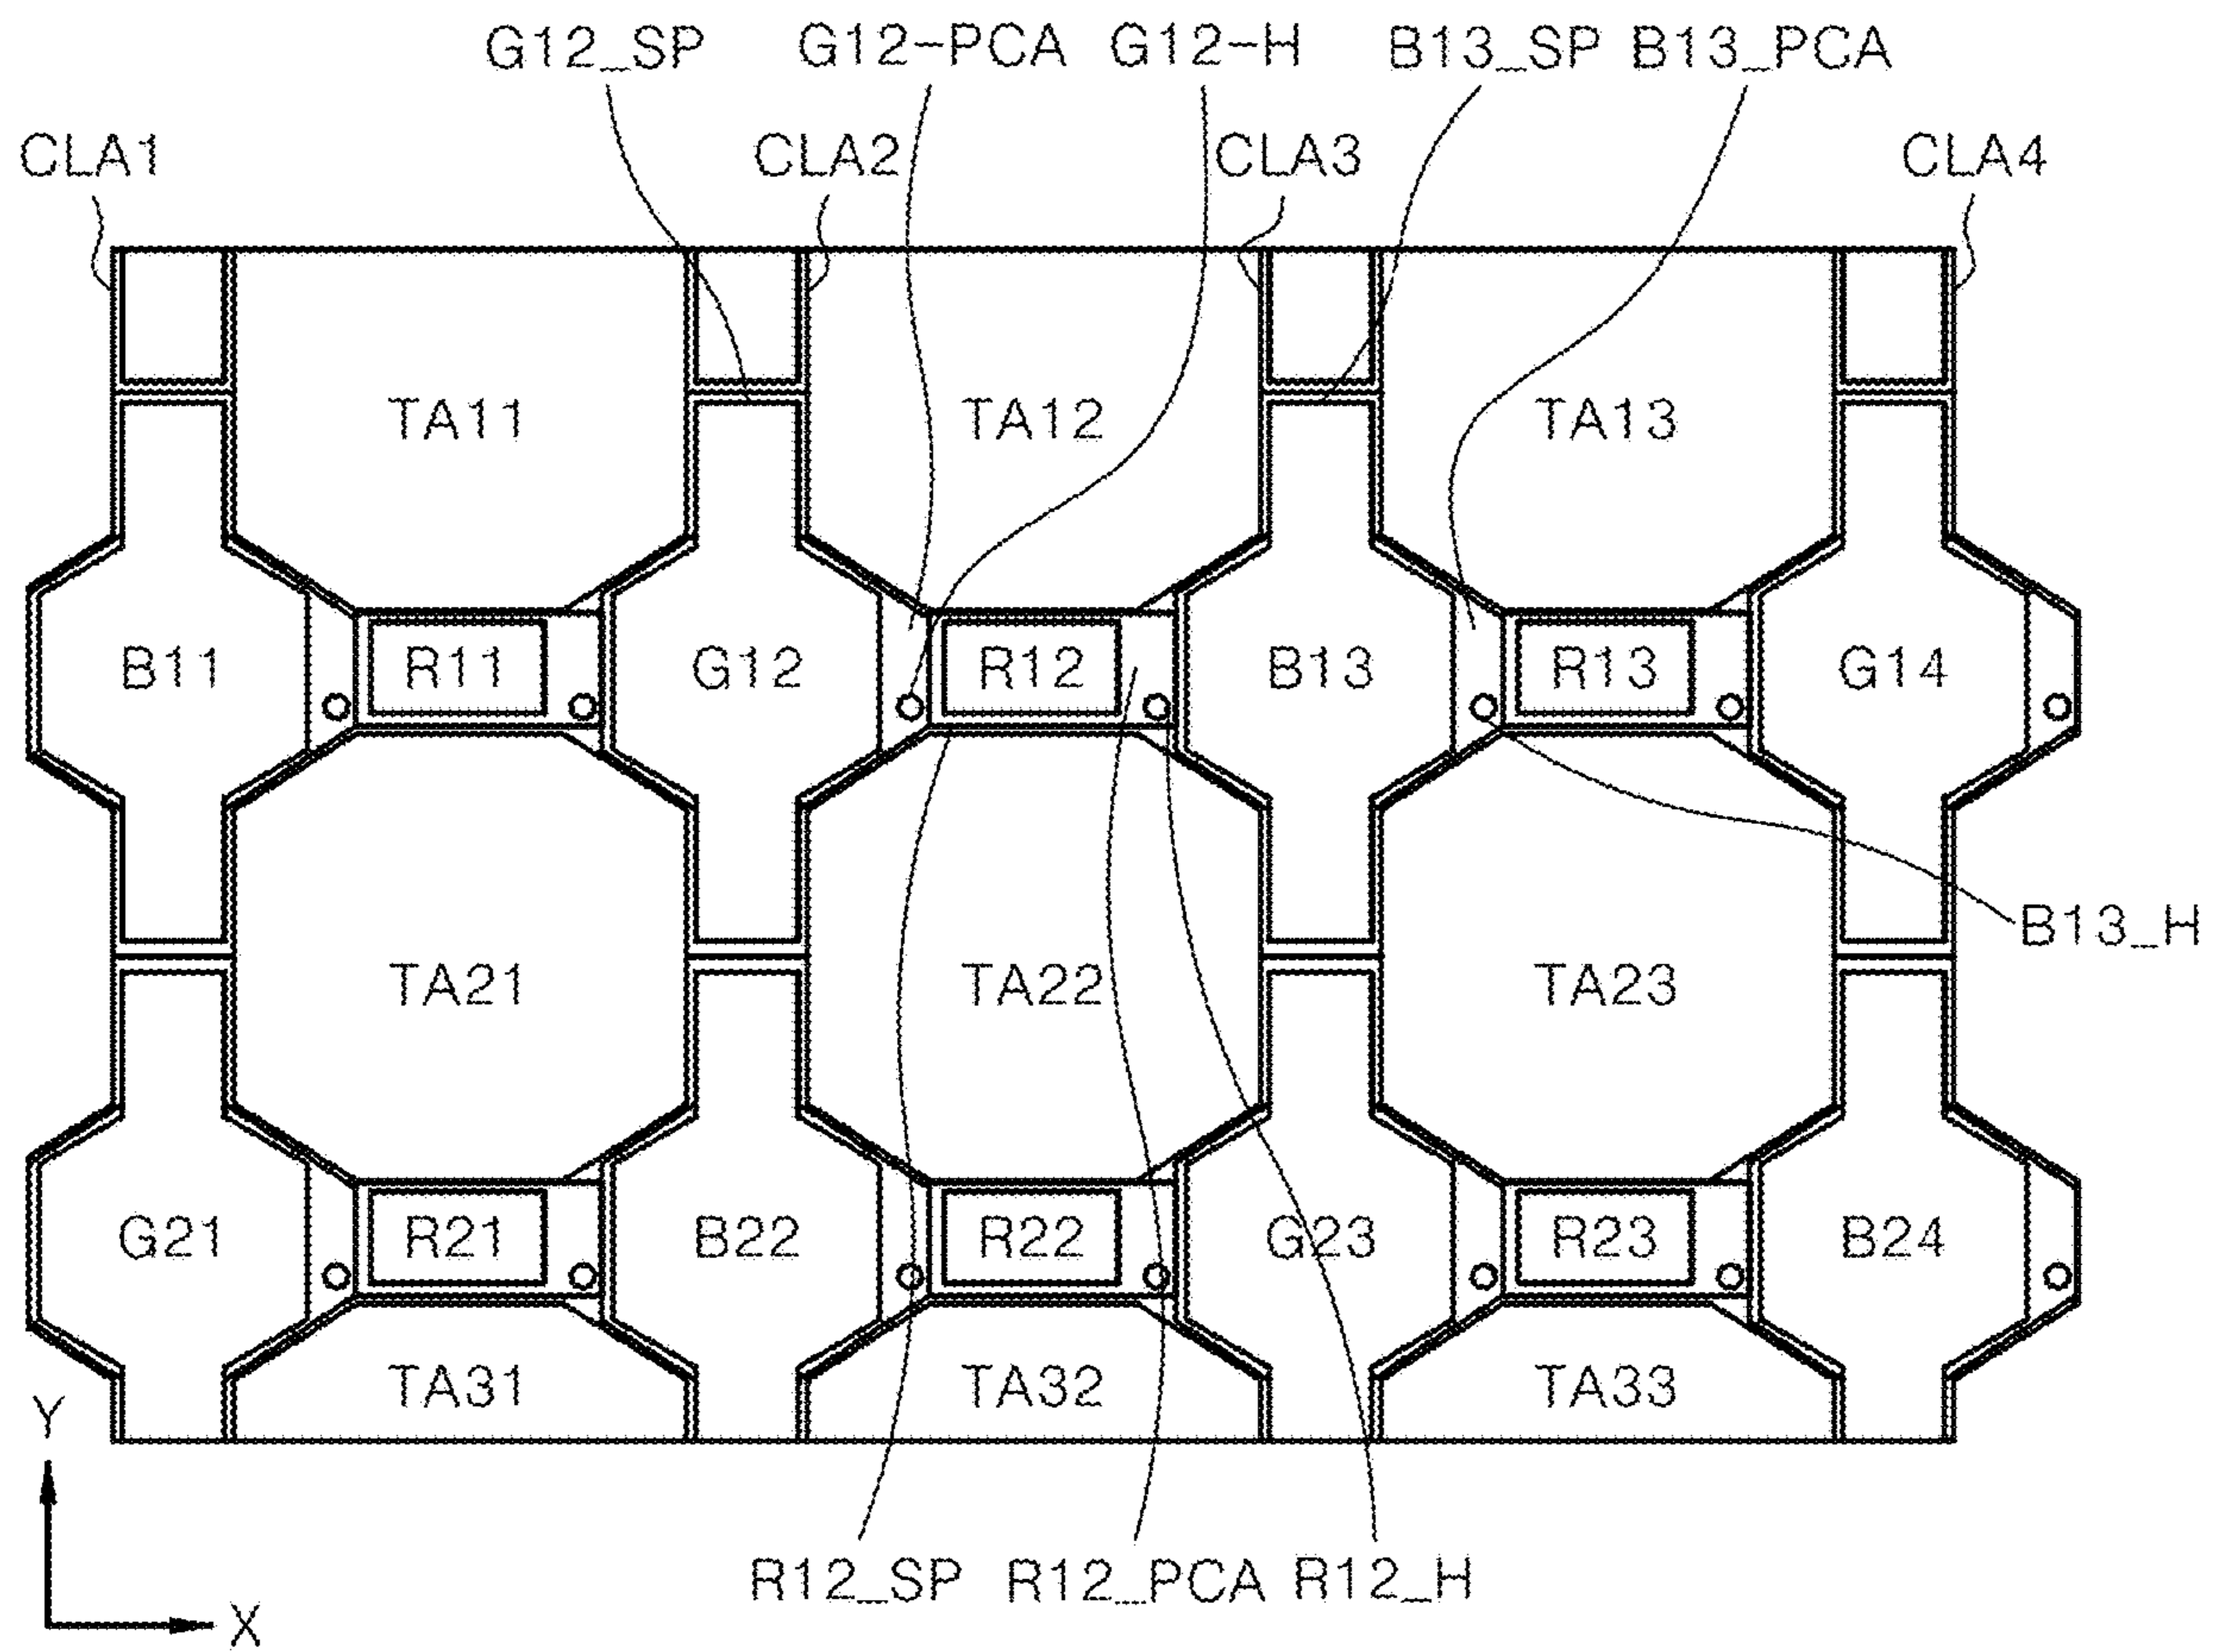 G12_SP G12-PCA G12-H B13_SP B13_PCA
CLA1 CLA2 CLA3 CLA4
TA11 TA12 TA13
B11 R11 G12 R12 B13 R13 G14
B13_H
TA21 TA22 TA23
G21 R21 B22 R22 G23 R23 B24
TA31 TA32 TA33
Y
R12_SP R12_PCA R12_H
X